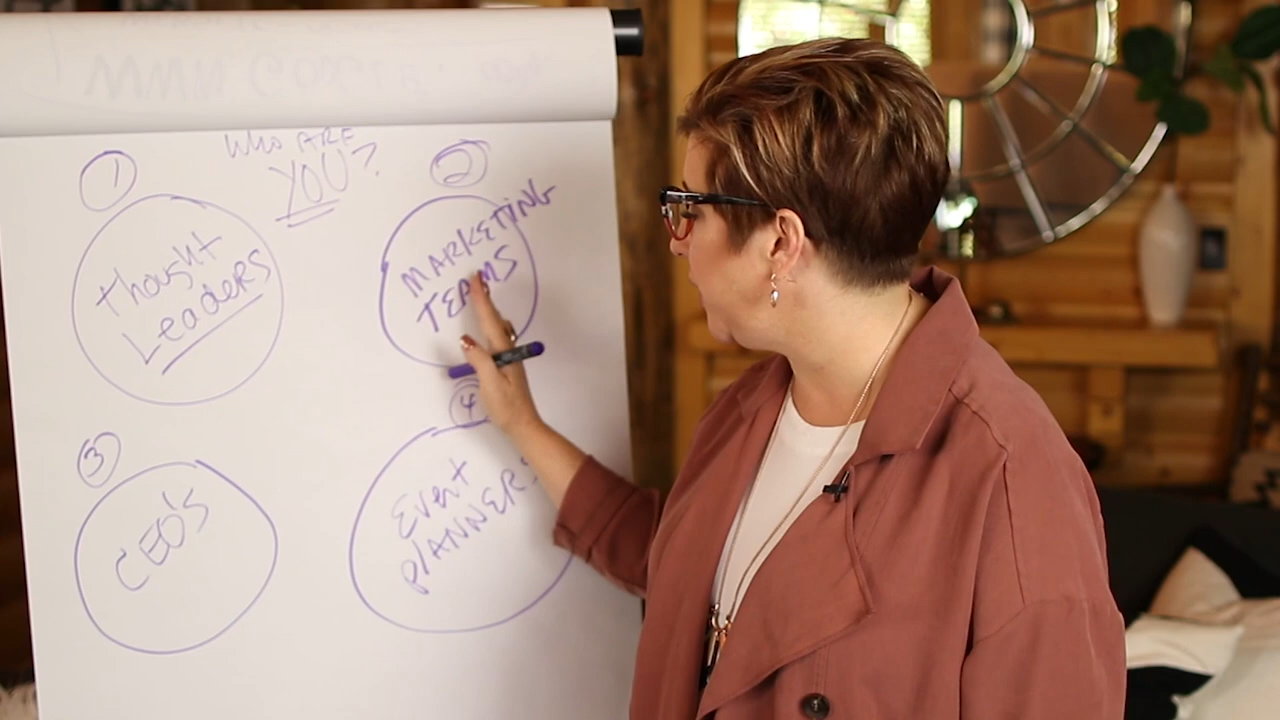 WHO ARE
YOU?
1
Thought
Leaders
2
MARKETING
TEAMS
3
CEO'S
4
Event
PLANNERS